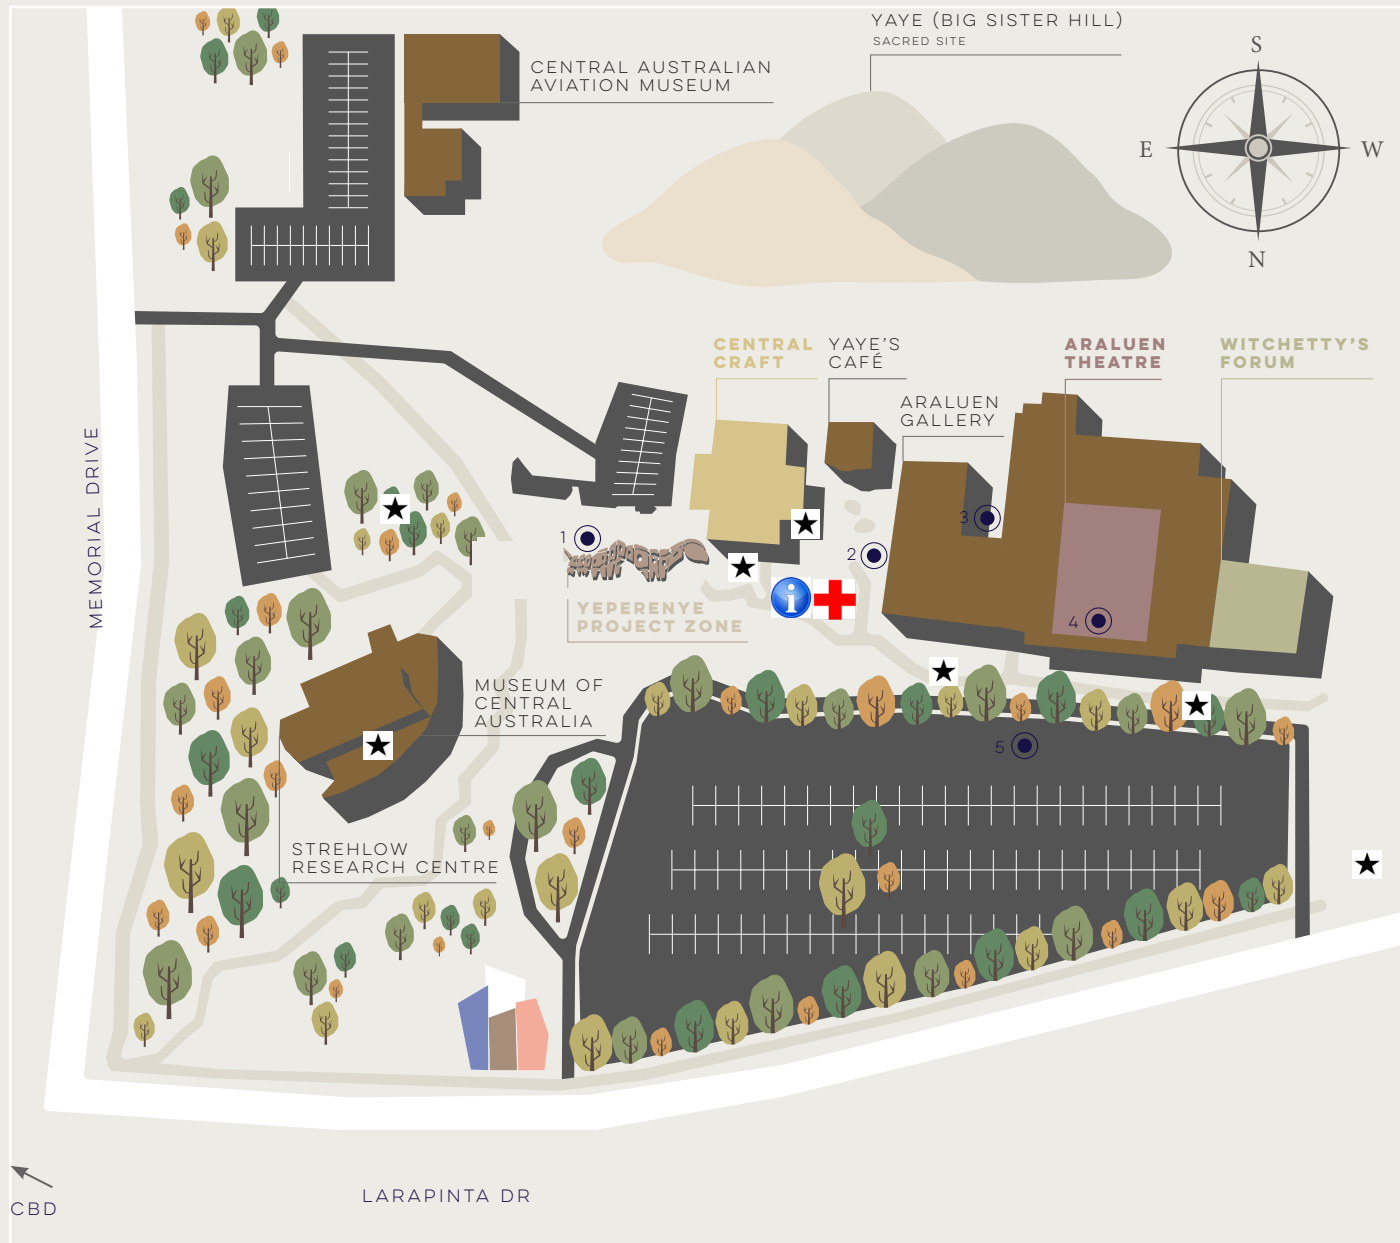 YAYE (BIG SISTER HILL)
SACRED SITE
S
E
W
N
CENTRAL AUSTRALIAN
AVIATION MUSEUM
CENTRAL
CRAFT
YAYE'S
CAFÉ
ARALUEN
GALLERY
ARALUEN
THEATRE
WITCHETTY'S
FORUM
MEMORIAL DRIVE
1
2
3
4
5
i
YEPERENYE
PROJECT ZONE
MUSEUM OF
CENTRAL
AUSTRALIA
STREHLOW
RESEARCH CENTRE
CBD
LARAPINTA DR